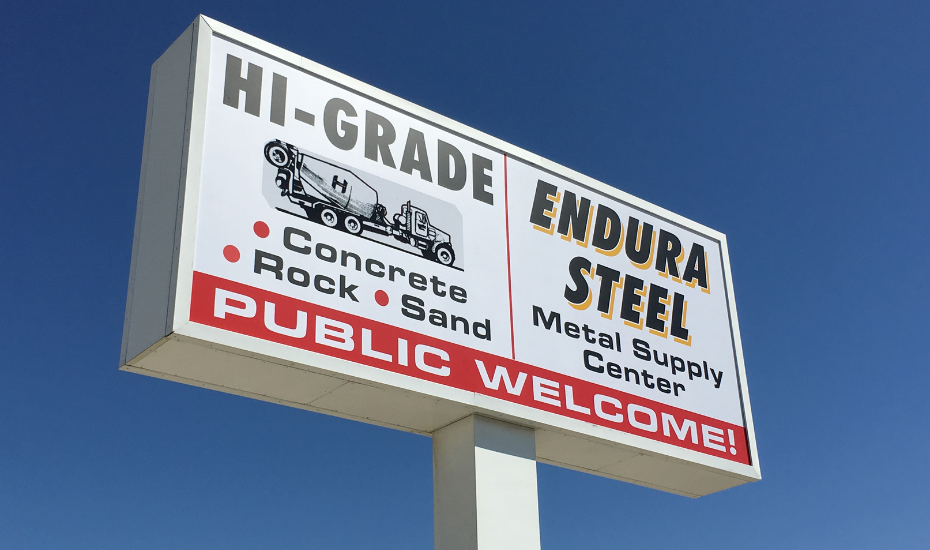 HI-GRADE
H
• Concrete
• Rock • Sand
ENDURA
STEEL
Metal Supply
Center
PUBLIC WELCOME!